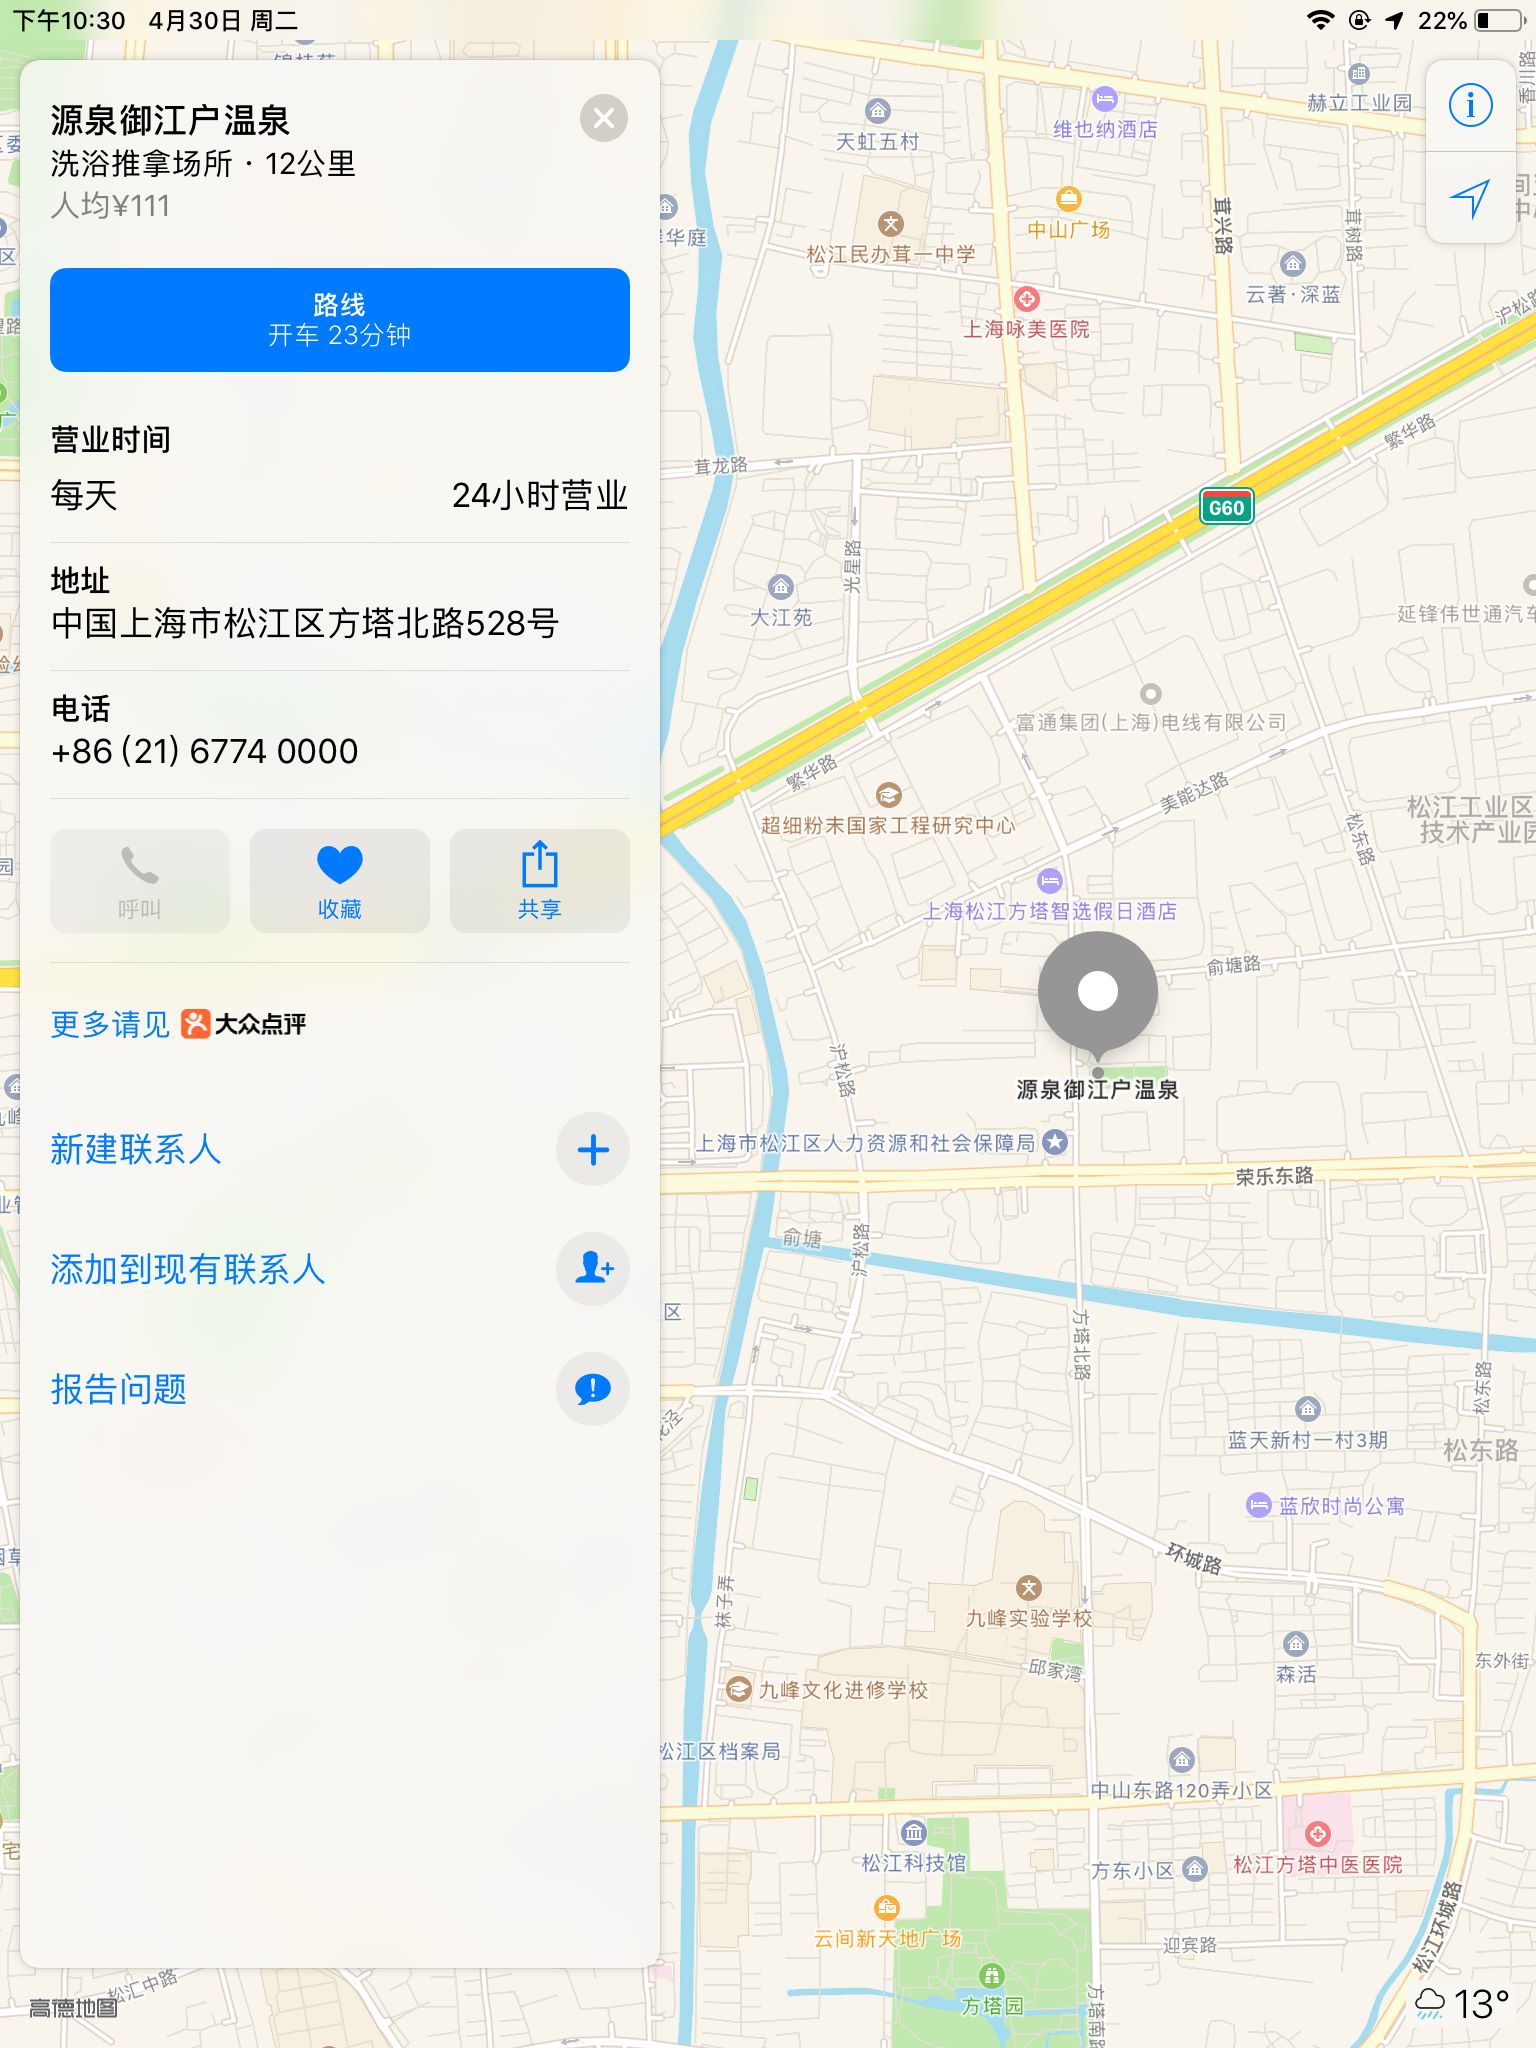 下午10:30 4月30日 周二
22%
源泉御江户温泉
洗浴推拿场所 · 12公里
人均¥111
路线
开车 23分钟
营业时间
每天 24小时营业
地址
中国上海市松江区方塔北路528号
电话
+86 (21) 6774 0000
呼叫
收藏
共享
更多请见 大众点评
新建联系人
添加到现有联系人
报告问题
高德地图
松汇中路
赫立工业园
维也纳酒店
天虹五村
中山广场
茸兴路
茸树路
华庭
松江民办茸一中学
云著·深蓝
沪松路
上海咏美医院
繁华路
茸龙路
G60
光星路
大江苑
延锋伟世通汽车
富通集团(上海)电线有限公司
繁华路
美能达路
超细粉末国家工程研究中心
松江工业区
技术产业园
松东路
上海松江方塔智选假日酒店
俞塘路
沪松路
源泉御江户温泉
上海市松江区人力资源和社会保障局
荣乐东路
俞塘
沪松路
区
方塔北路
松东路
蓝天新村一村3期
松东路
蓝欣时尚公寓
环城路
袜子弄
九峰实验学校
邱家湾
森活
东外街
九峰文化进修学校
松江区档案局
中山东路120弄小区
松江科技馆
方东小区
松江方塔中医医院
云间新天地广场
迎宾路
松江环城路
方塔园
方塔南路
13°